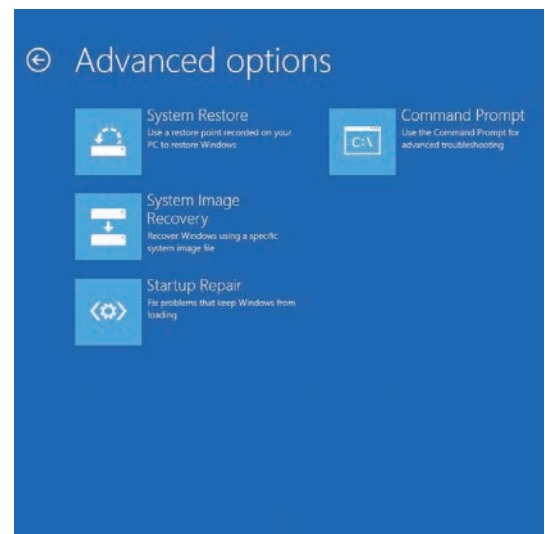 Advanced options
System Restore
Use a restore point recorded on your
PC to restore Windows
Command Prompt
Use the Command Prompt for
advanced troubleshooting
C:\
System Image
Recovery
Recover Windows using a specific
system image file
Startup Repair
Fix problems that keep Windows from
loading